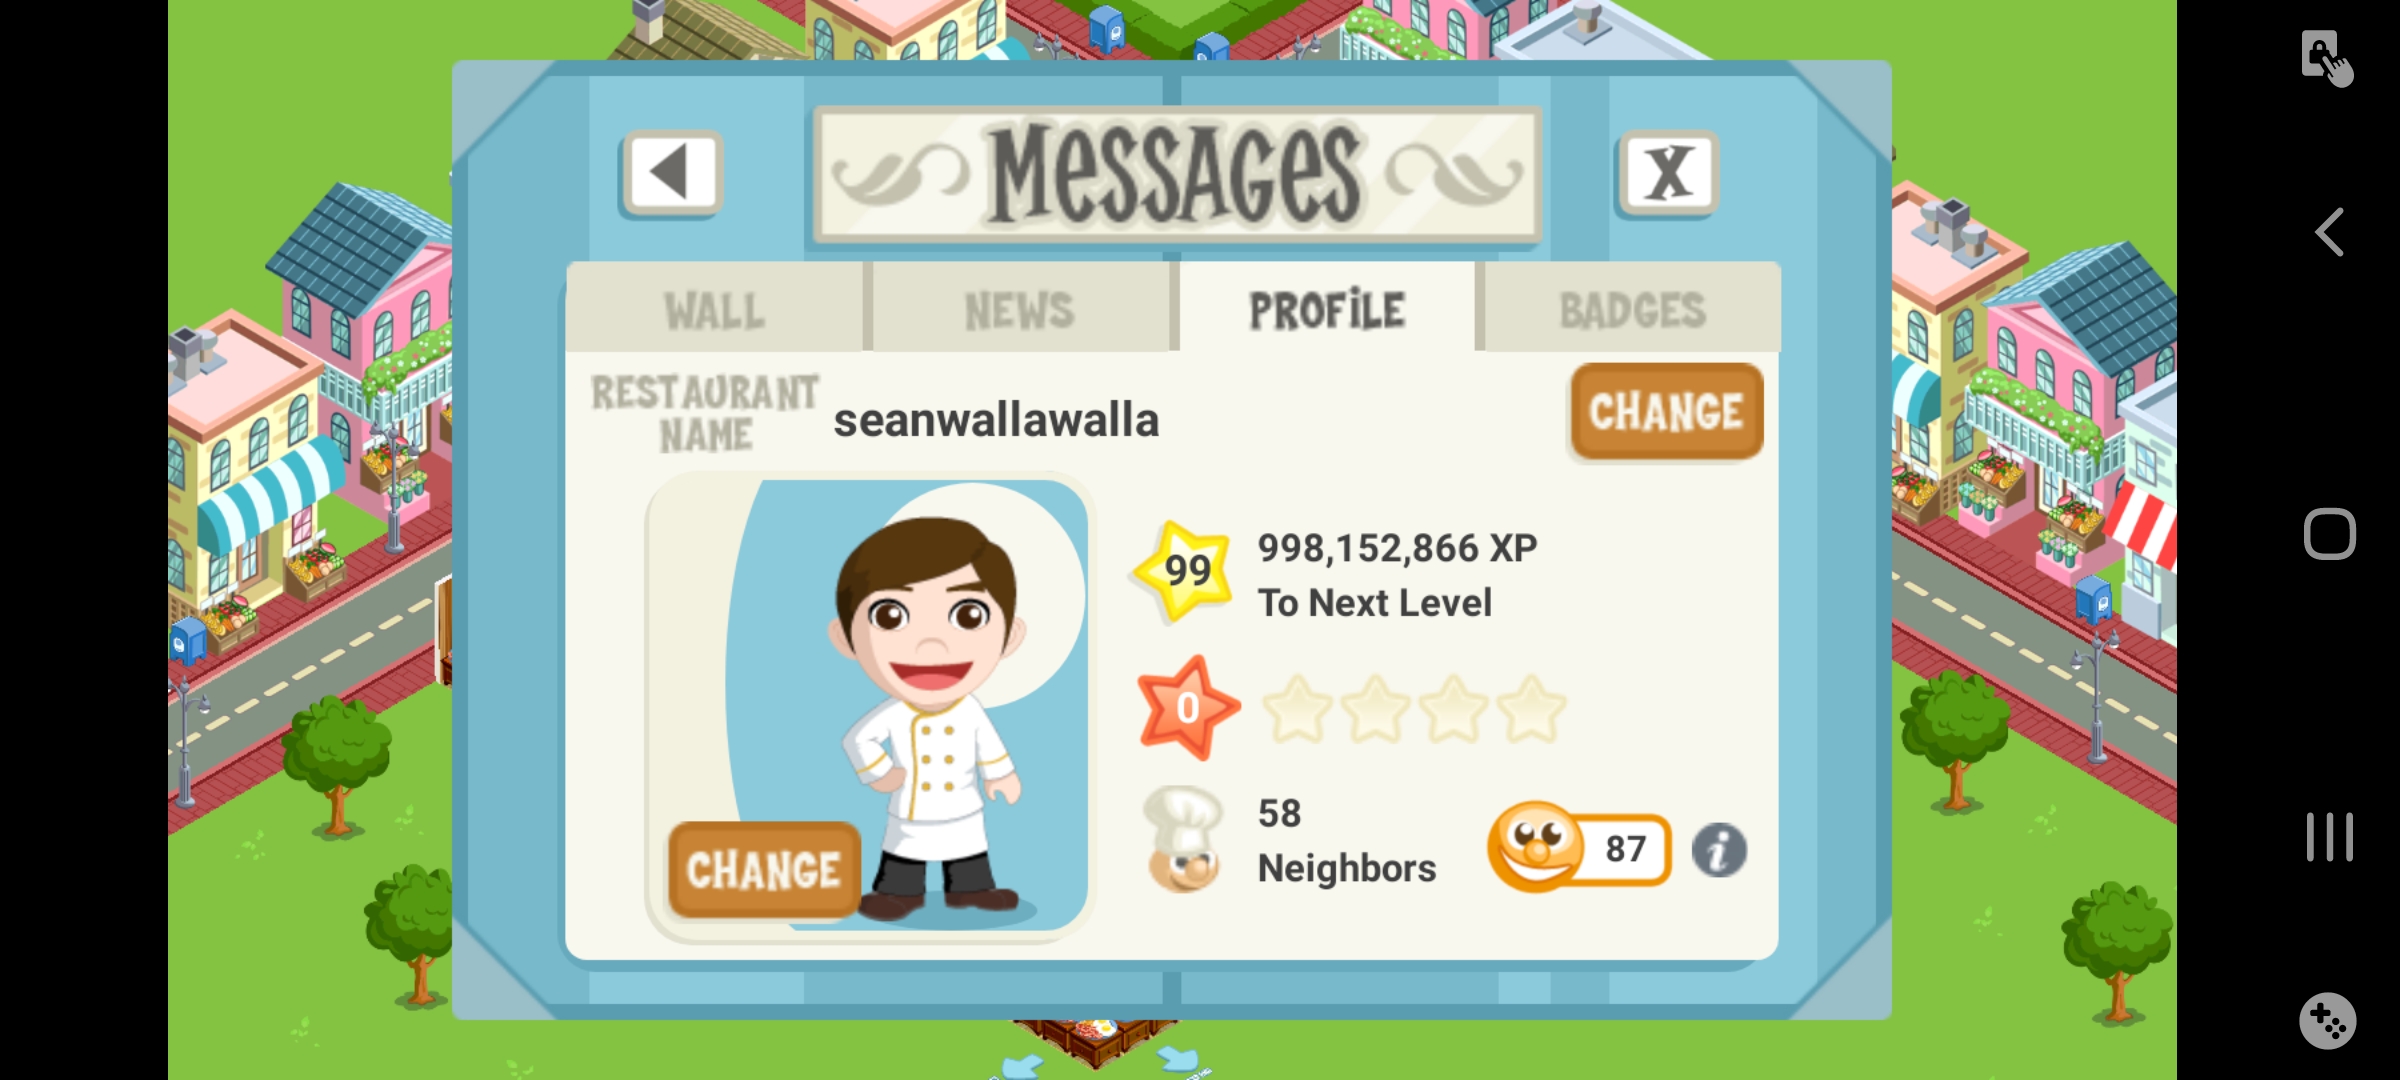 MESSAGES
X
WALL
NEWS
PROFILE
BADGES
RESTAURANT
NAME
seanwallawalla
CHANGE
99
998,152,866 XP
To Next Level
0
58
Neighbors
87
i
CHANGE